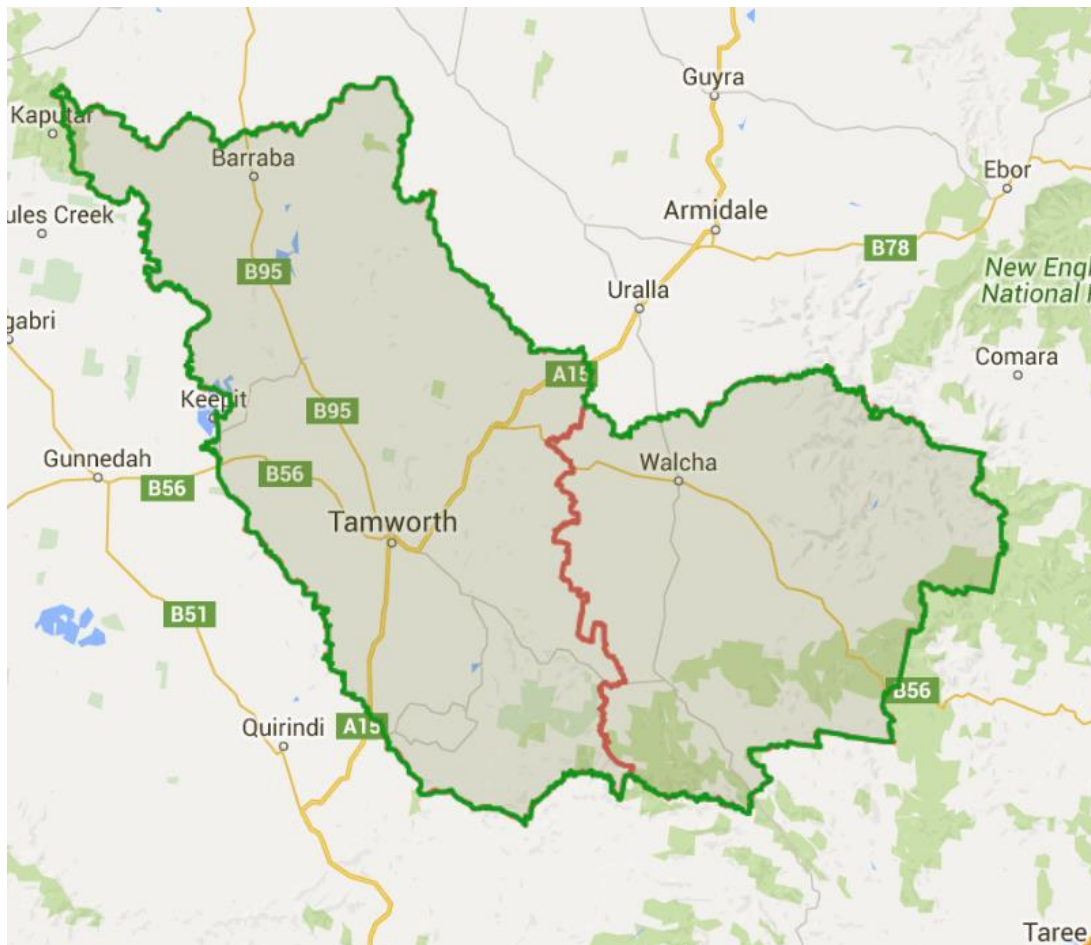 Guyra
Kaputar
Barraba
Ebor
ules Creek
Armidale
B78
B95
New Engl
National
Uralla
gabri
Comara
A15
Keepit
B95
Gunnedah
B56
B56
Walcha
Tamworth
B51
B56
Quirindi
A15
Taree